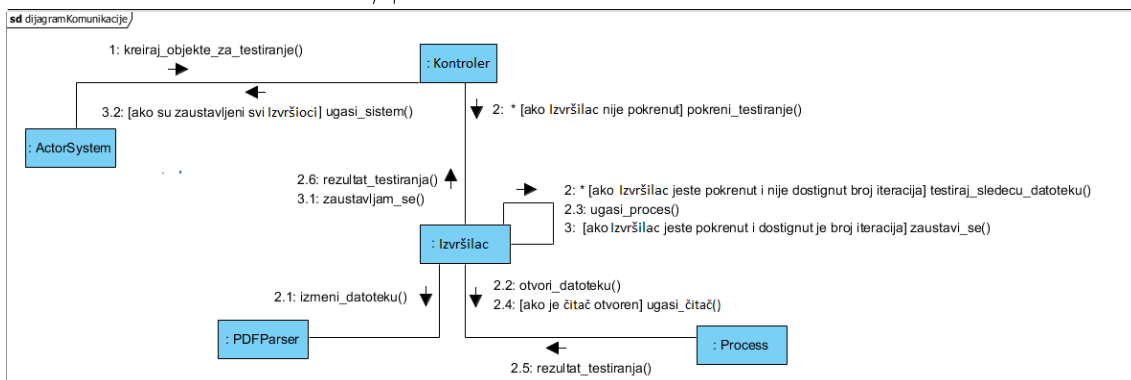 sd dijagramKomunikacije
1: kreiraj_objekte_za_testiranje()
: Kontroler
3.2: [ako su zaustavljeni svi Izvršioci] ugasi_sistem()
2: * [ako Izvršilac nije pokrenut] pokreni_testiranje()
: ActorSystem
2.6: rezultat_testiranja()
3.1: zaustavljam_se()
2: * [ako Izvršilac jeste pokrenut i nije dostignut broj iteracija] testiraj_sledecu_datoteku()
2.3: ugasi_proces()
3: [ako Izvršilac jeste pokrenut i dostignut je broj iteracija] zaustavi_se()
: Izvršilac
2.1: izmeni_datoteku()
2.2: otvori_datoteku()
2.4: [ako je čitač otvoren] ugasi_čitač()
: PDFParser
: Process
2.5: rezultat_testiranja()